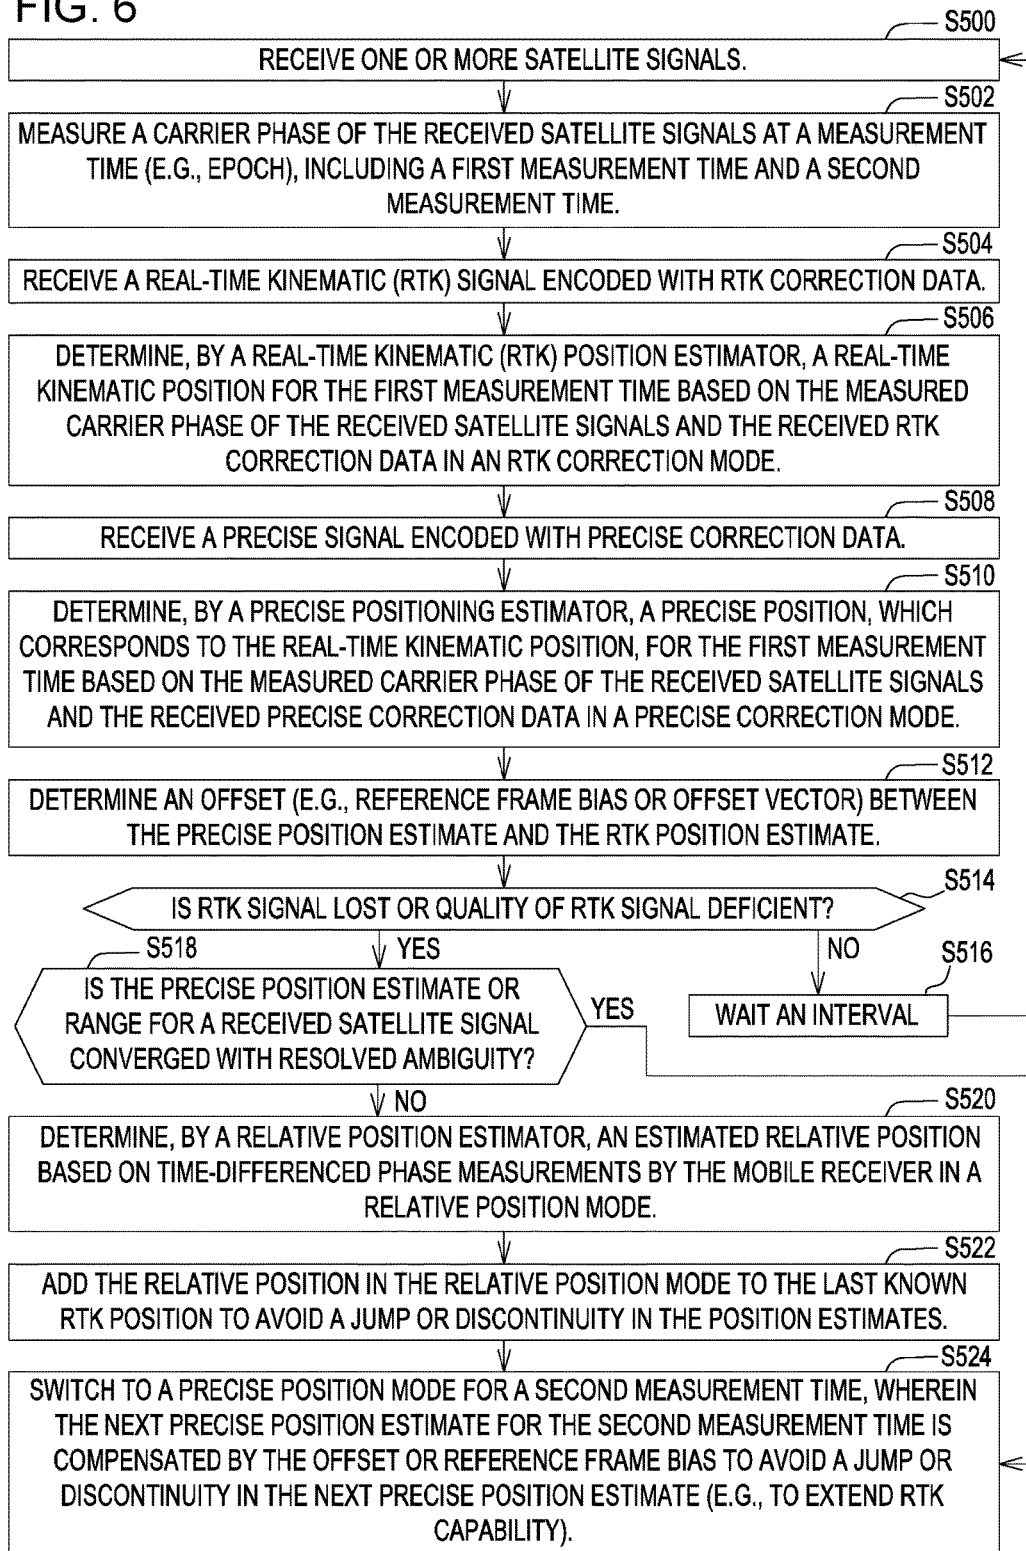 FIG. 6
S500
RECEIVE ONE OR MORE SATELLITE SIGNALS.
S502
MEASURE A CARRIER PHASE OF THE RECEIVED SATELLITE SIGNALS AT A MEASUREMENT
TIME (E.G., EPOCH), INCLUDING A FIRST MEASUREMENT TIME AND A SECOND
MEASUREMENT TIME.
S504
RECEIVE A REAL-TIME KINEMATIC (RTK) SIGNAL ENCODED WITH RTK CORRECTION DATA.
S506
DETERMINE, BY A REAL-TIME KINEMATIC (RTK) POSITION ESTIMATOR, A REAL-TIME
KINEMATIC POSITION FOR THE FIRST MEASUREMENT TIME BASED ON THE MEASURED
CARRIER PHASE OF THE RECEIVED SATELLITE SIGNALS AND THE RECEIVED RTK
CORRECTION DATA IN AN RTK CORRECTION MODE.
S508
RECEIVE A PRECISE SIGNAL ENCODED WITH PRECISE CORRECTION DATA.
S510
DETERMINE, BY A PRECISE POSITIONING ESTIMATOR, A PRECISE POSITION, WHICH
CORRESPONDS TO THE REAL-TIME KINEMATIC POSITION, FOR THE FIRST MEASUREMENT
TIME BASED ON THE MEASURED CARRIER PHASE OF THE RECEIVED SATELLITE SIGNALS
AND THE RECEIVED PRECISE CORRECTION DATA IN A PRECISE CORRECTION MODE.
S512
DETERMINE AN OFFSET (E.G., REFERENCE FRAME BIAS OR OFFSET VECTOR) BETWEEN
THE PRECISE POSITION ESTIMATE AND THE RTK POSITION ESTIMATE.
S514
IS RTK SIGNAL LOST OR QUALITY OF RTK SIGNAL DEFICIENT?
S518
YES
NO
S516
IS THE PRECISE POSITION ESTIMATE OR
RANGE FOR A RECEIVED SATELLITE SIGNAL
CONVERGED WITH RESOLVED AMBIGUITY?
YES
WAIT AN INTERVAL
NO
S520
DETERMINE, BY A RELATIVE POSITION ESTIMATOR, AN ESTIMATED RELATIVE POSITION
BASED ON TIME-DIFFERENCED PHASE MEASUREMENTS BY THE MOBILE RECEIVER IN A
RELATIVE POSITION MODE.
S522
ADD THE RELATIVE POSITION IN THE RELATIVE POSITION MODE TO THE LAST KNOWN
RTK POSITION TO AVOID A JUMP OR DISCONTINUITY IN THE POSITION ESTIMATES.
S524
SWITCH TO A PRECISE POSITION MODE FOR A SECOND MEASUREMENT TIME, WHEREIN
THE NEXT PRECISE POSITION ESTIMATE FOR THE SECOND MEASUREMENT TIME IS
COMPENSATED BY THE OFFSET OR REFERENCE FRAME BIAS TO AVOID A JUMP OR
DISCONTINUITY IN THE NEXT PRECISE POSITION ESTIMATE (E.G., TO EXTEND RTK
CAPABILITY).